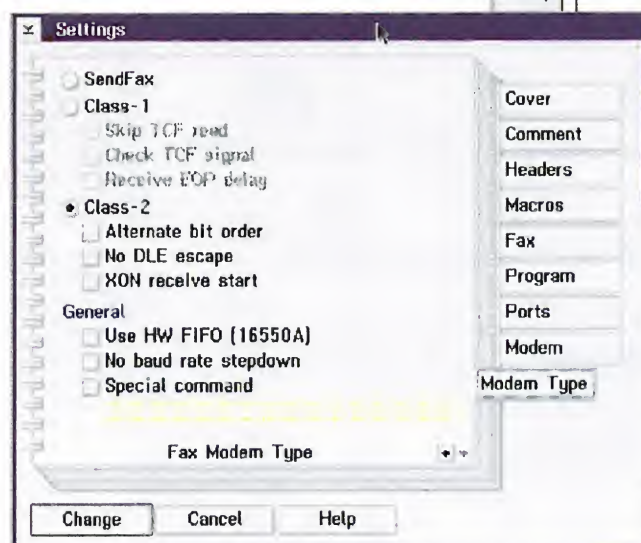 Settings
SendFax
Class-1
Skip TCF read
Check TCF signal
Receive EOP delay
Class-2
Alternate bit order
No DLE escape
XON receive start
General
Use HW FIFO (16550A)
No baud rate stepdown
Special command
Fax Modem Type
Cover
Comment
Headers
Macros
Fax
Program
Ports
Modem
Modem Type
Change
Cancel
Help